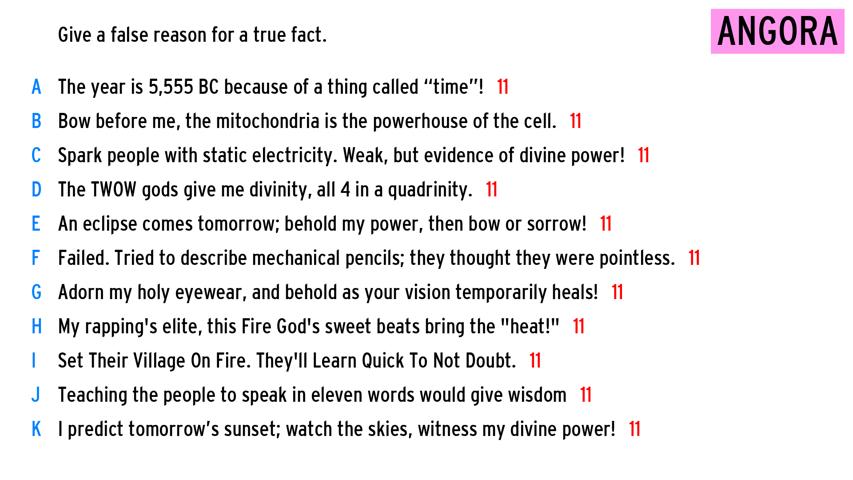 Give a false reason for a true fact.
ANGORA
A The year is 5,555 BC because of a thing called “time”! 11
B Bow before me, the mitochondria is the powerhouse of the cell. 11
C Spark people with static electricity. Weak, but evidence of divine power! 11
D The TWOW gods give me divinity, all 4 in a quadrinity. 11
E An eclipse comes tomorrow; behold my power, then bow or sorrow! 11
F Failed. Tried to describe mechanical pencils; they thought they were pointless. 11
G Adorn my holy eyewear, and behold as your vision temporarily heals! 11
H My rapping's elite, this Fire God's sweet beats bring the "heat!" 11
I Set Their Village On Fire. They'll Learn Quick To Not Doubt. 11
J Teaching the people to speak in eleven words would give wisdom 11
K I predict tomorrow’s sunset; watch the skies, witness my divine power! 11